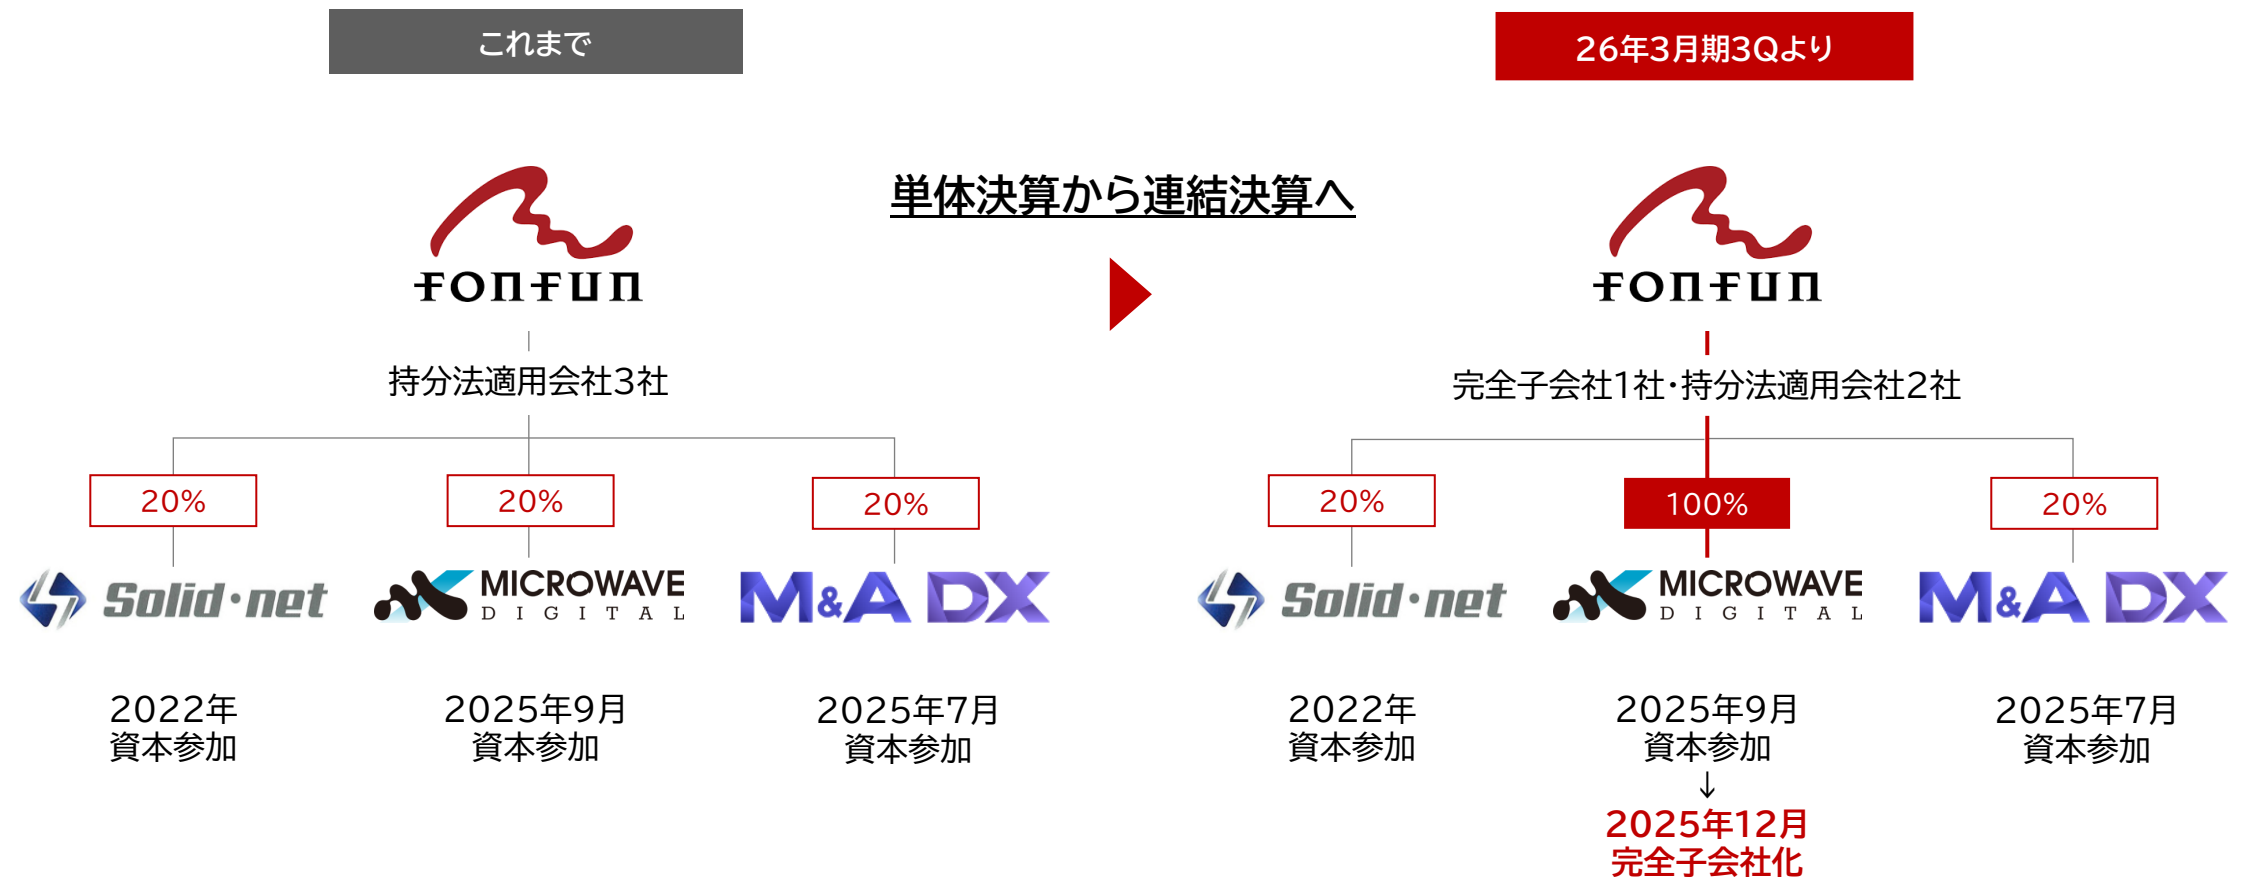 これまで
FONFUN
持分法適用会社3社
20%
20%
20%
Solid・net
MICROWAVE
DIGITAL
M&A DX
2022年
資本参加
2025年9月
資本参加
2025年7月
資本参加
単体決算から連結決算へ
26年3月期3Qより
FONFUN
完全子会社1社・持分法適用会社2社
20%
100%
20%
Solid・net
MICROWAVE
DIGITAL
M&A DX
2022年
資本参加
2025年9月
資本参加
↓
2025年12月
完全子会社化
2025年7月
資本参加